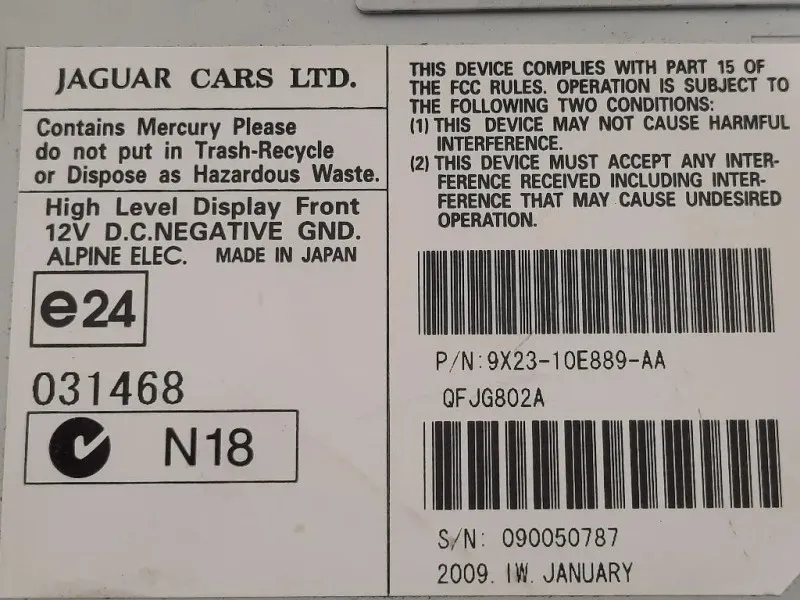 JAGUAR CARS LTD.
Contains Mercury Please
do not put in Trash-Recycle
or Dispose as Hazardous Waste.
High Level Display Front
12V D.C.NEGATIVE GND.
ALPINE ELEC. MADE IN JAPAN
e24
031468
N18
THIS DEVICE COMPLIES WITH PART 15 OF
THE FCC RULES. OPERATION IS SUBJECT TO
THE FOLLOWING TWO CONDITIONS:
(1) THIS DEVICE MAY NOT CAUSE HARMFUL
INTERFERENCE.
(2) THIS DEVICE MUST ACCEPT ANY INTER-
FERENCE RECEIVED INCLUDING INTER-
FERENCE THAT MAY CAUSE UNDESIRED
OPERATION.
P/N:9X23-10E889-AA
QFJG802A
S/N: 090050787
2009. 1W. JANUARY